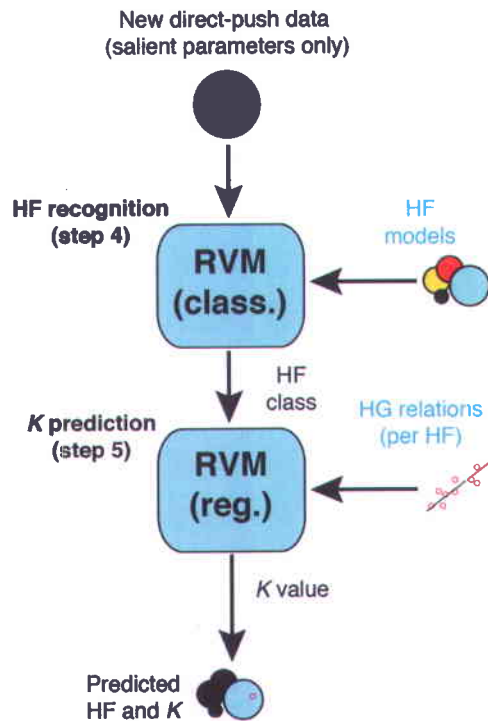 New direct-push data
(salient parameters only)
HF recognition
(step 4)
HF
models
RVM
(class.)
HF
class
K prediction
(step 5)
HG relations
(per HF)
RVM
(reg.)
K value
Predicted
HF and K